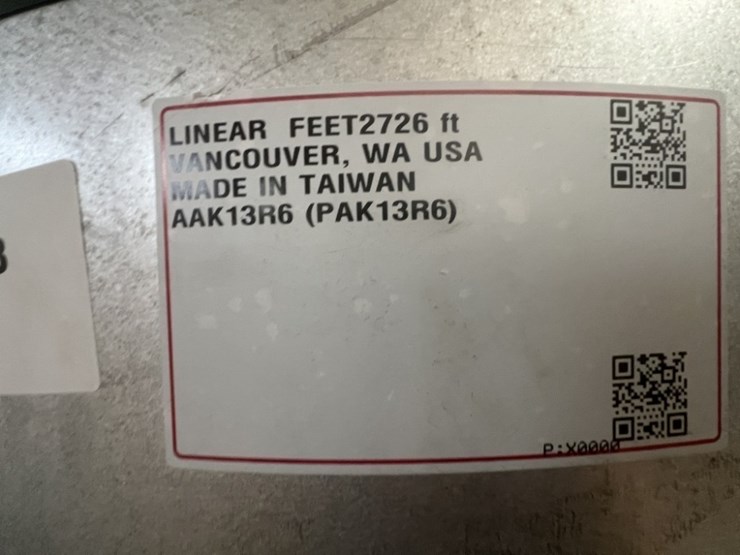 LINEAR FEET2726 ft
VANCOUVER, WA USA
MADE IN TAIWAN
AAK13R6 (PAK13R6)
P:X0000